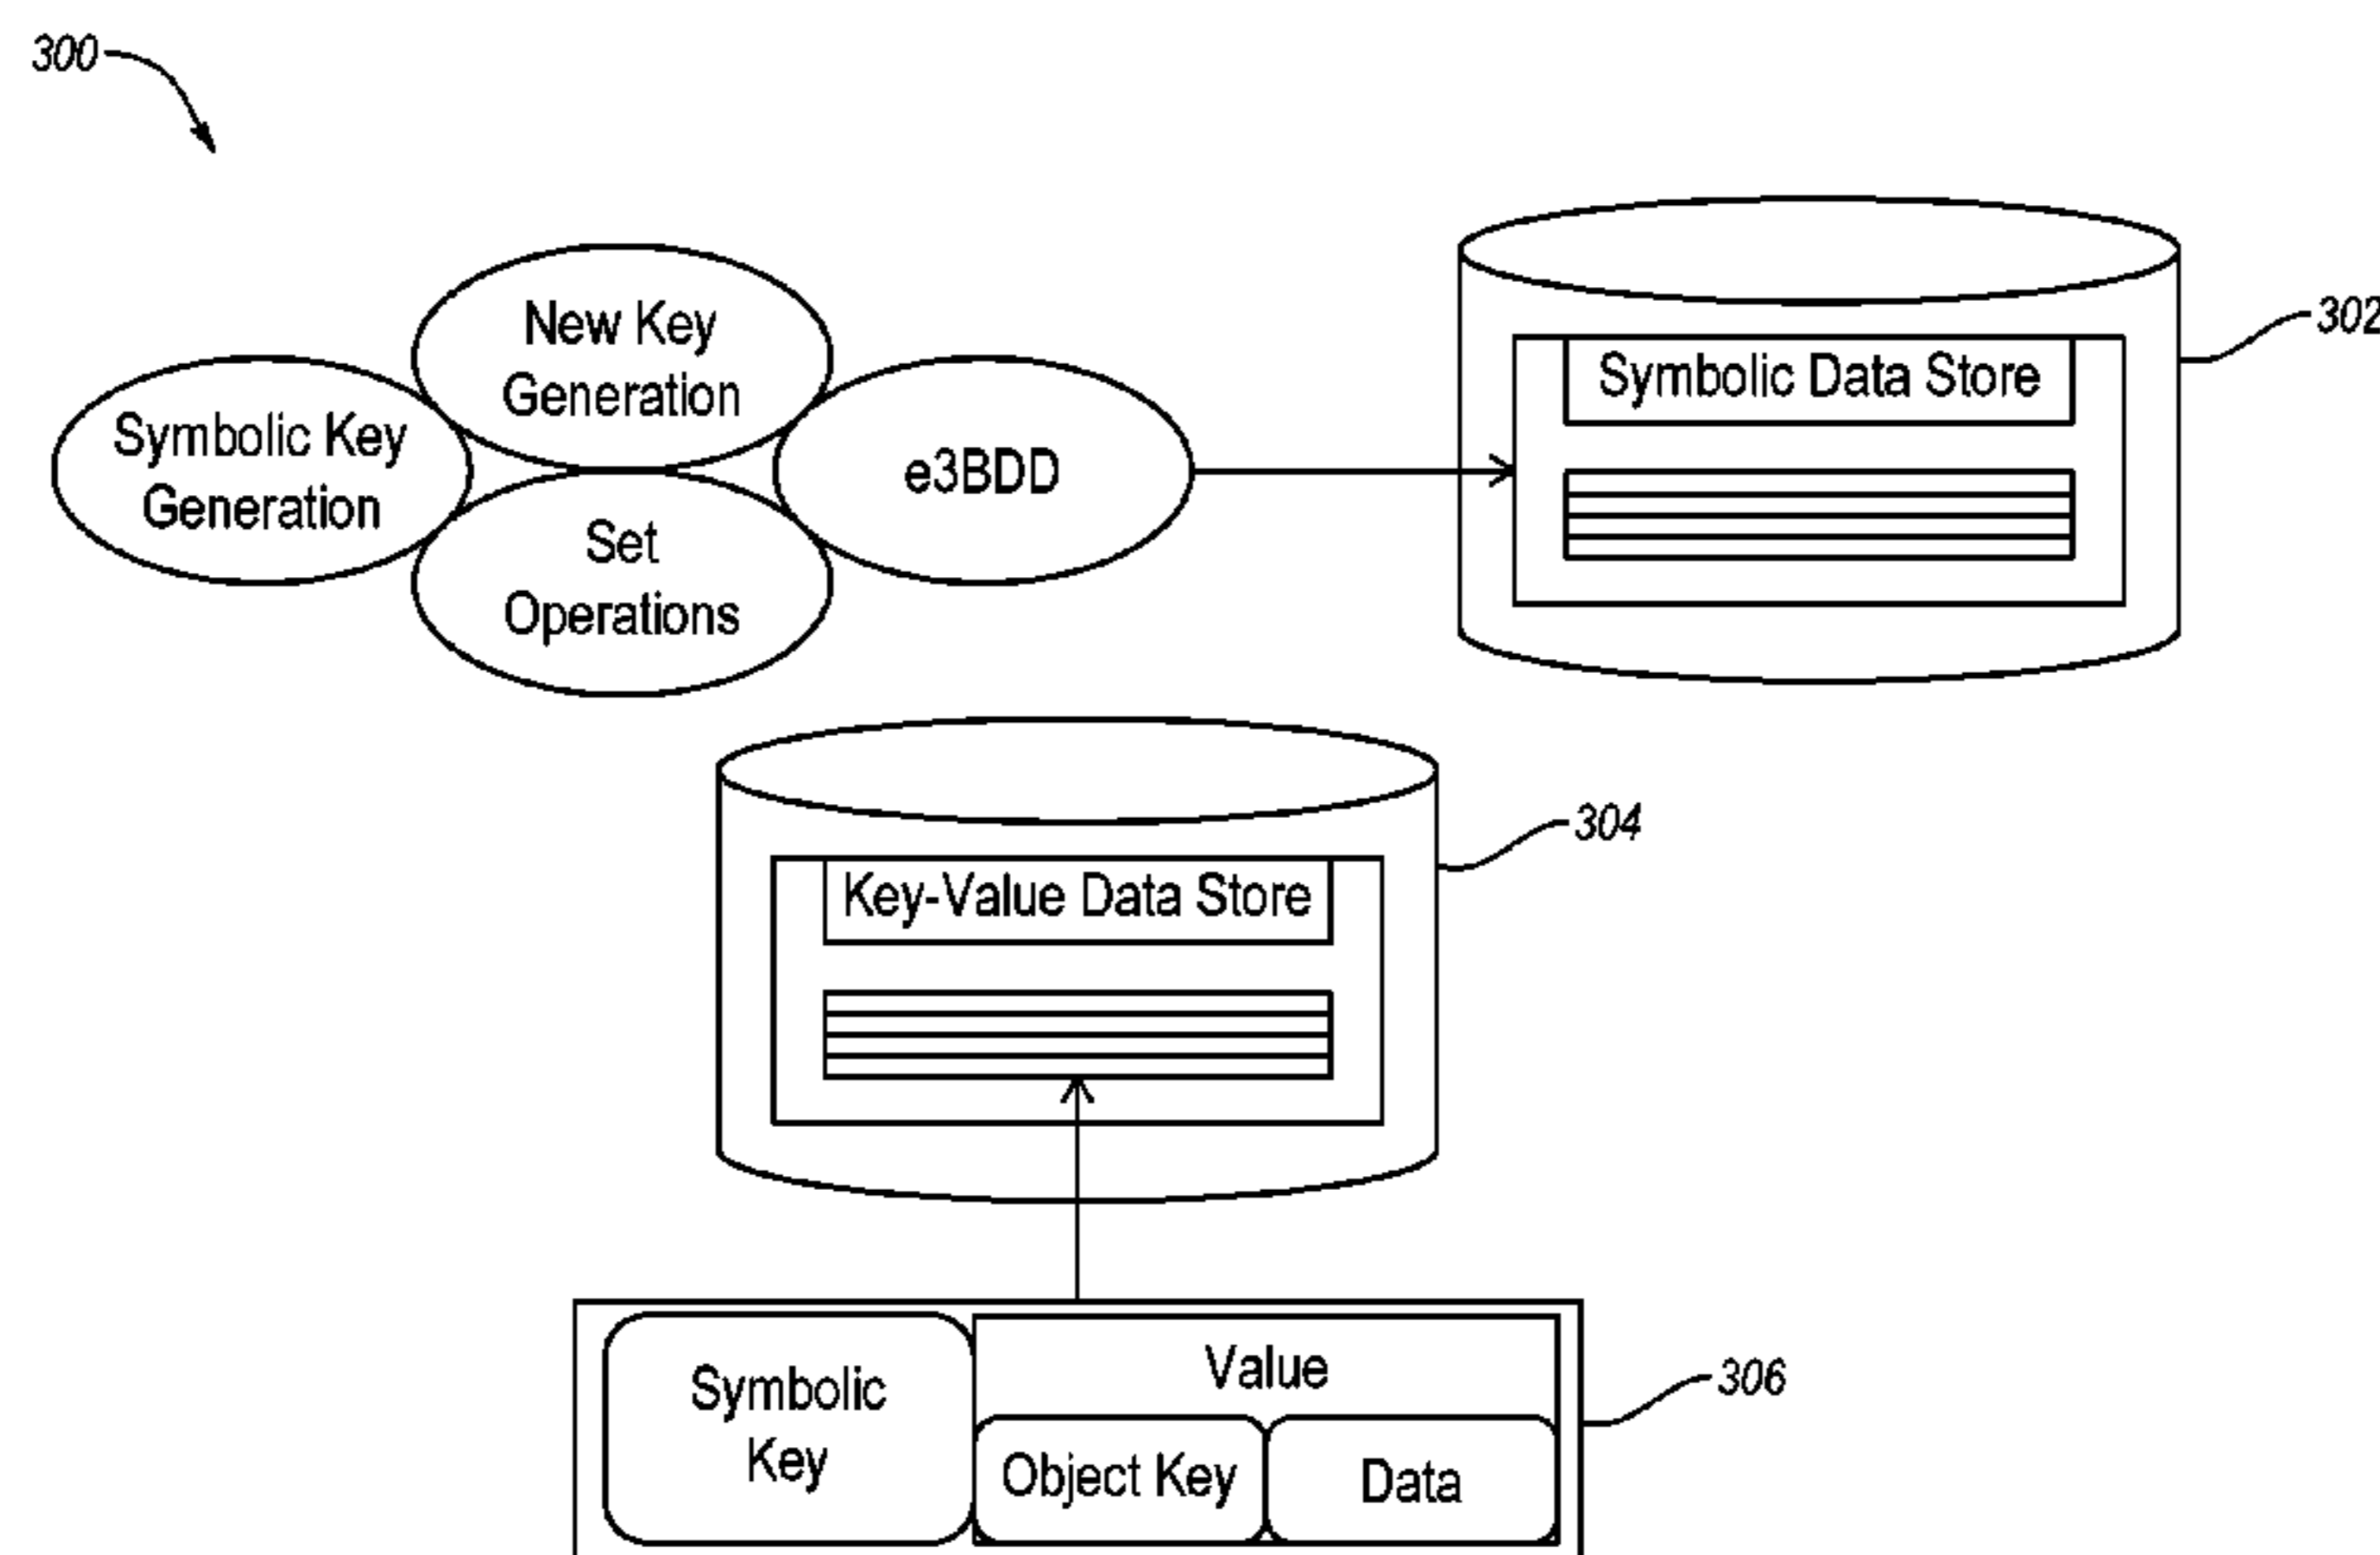 300
New Key
Generation
Symbolic Key
Generation
e3BDD
Set
Operations
Symbolic Data Store
302
Key-Value Data Store
304
Symbolic
Key
Value
Object Key
Data
306